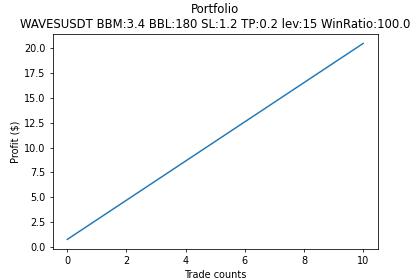 Portfolio
WAVESUSDT BBM:3.4 BBL:180 SL:1.2 TP:0.2 lev:15 WinRatio:100.0
20.0
17.5
15.0
12.5
10.0
7.5
5.0
2.5
0.0
Profit ($)
0 2 4 6 8 10
Trade counts